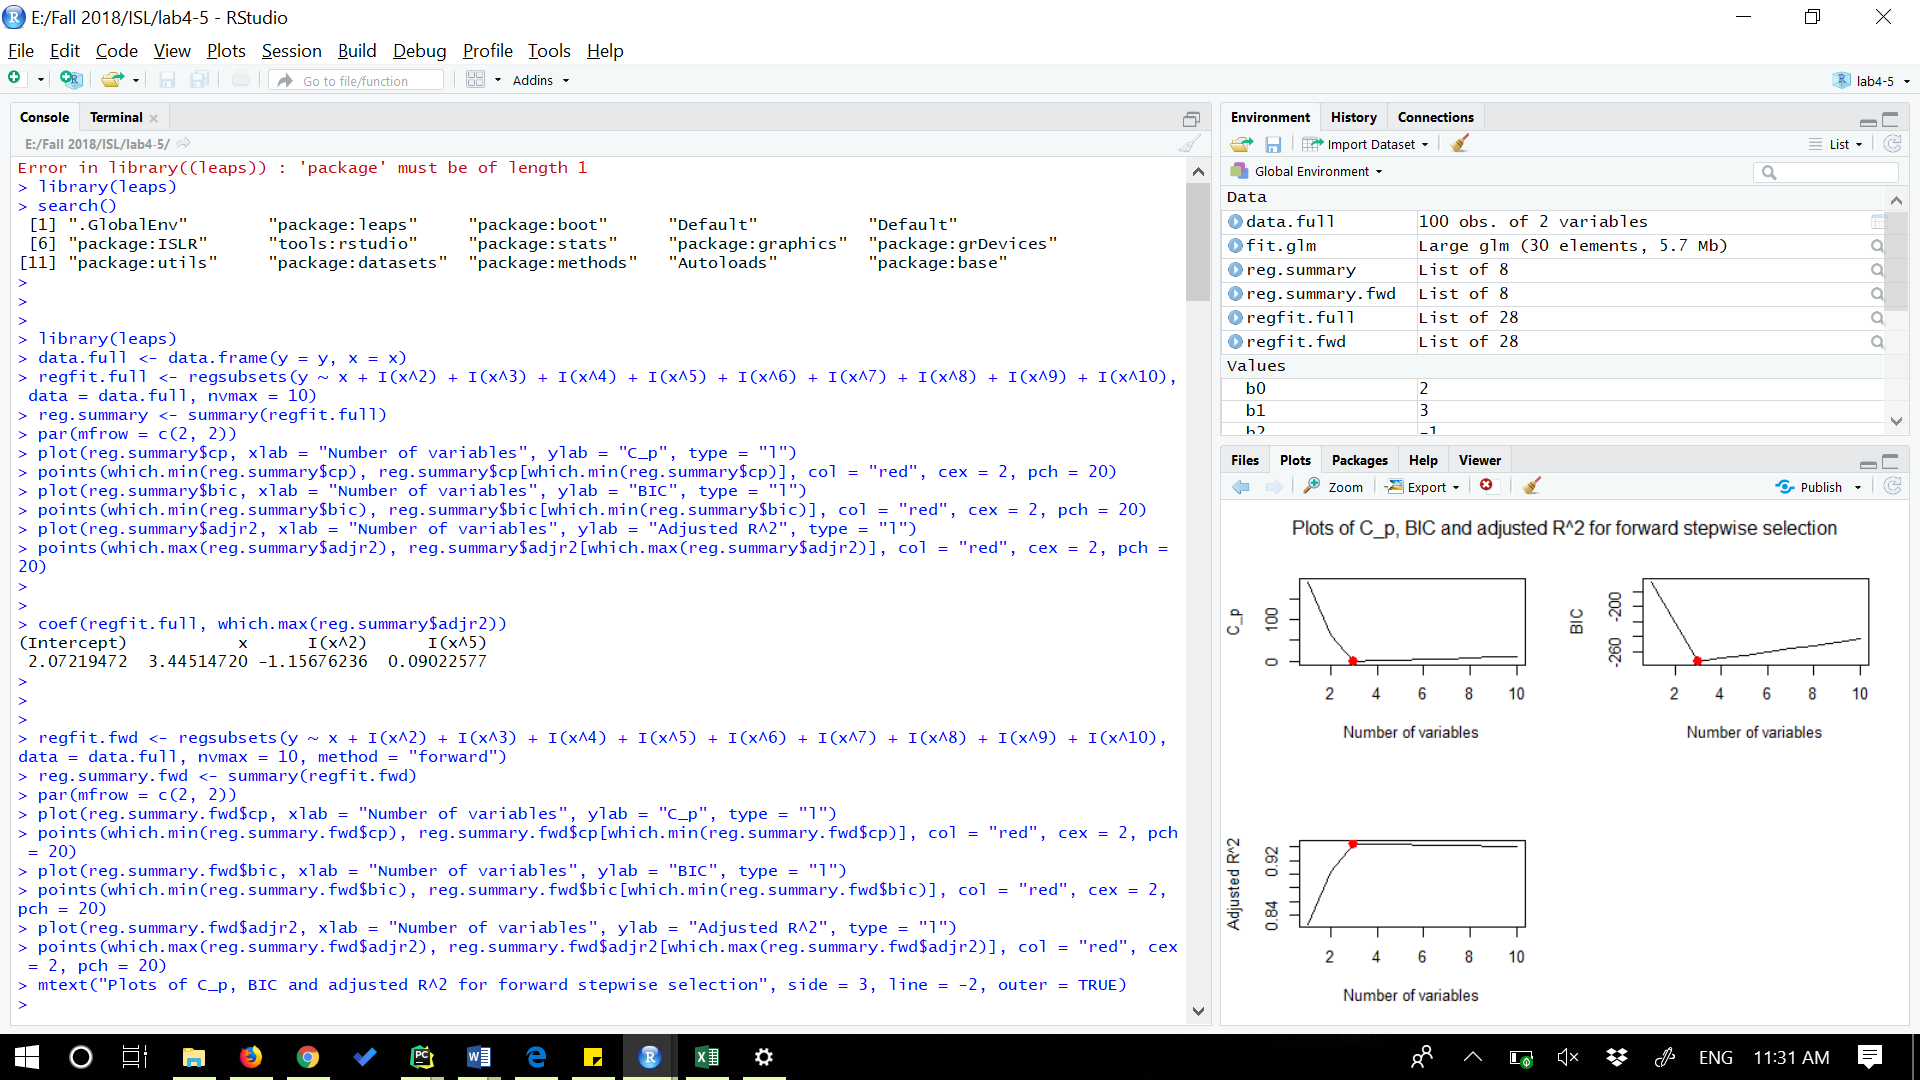 E:/Fall 2018/ISL/lab4-5 - RStudio
File Edit Code View Plots Session Build Debug Profile Tools Help
Go to file/function Addins lab4-5
Console Terminal
E:/Fall 2018/ISL/lab4-5/
Error in library((leaps)) : 'package' must be of length 1
> library(leaps)
> search()
[1] ".GlobalEnv" "package:leaps" "package:boot" "Default" "Default"
[6] "package:ISLR" "tools:rstudio" "package:stats" "package:graphics" "package:grDevices"
[11] "package:utils" "package:datasets" "package:methods" "Autoloads" "package:base"
>
>
>
> library(leaps)
> data.full <- data.frame(y = y, x = x)
> regfit.full <- regsubsets(y ~ x + I(x^2) + I(x^3) + I(x^4) + I(x^5) + I(x^6) + I(x^7) + I(x^8) + I(x^9) + I(x^10),
data = data.full, nvmax = 10)
> reg.summary <- summary(regfit.full)
> par(mfrow = c(2, 2))
> plot(reg.summary$cp, xlab = "Number of variables", ylab = "C_p", type = "l")
> points(which.min(reg.summary$cp), reg.summary$cp[which.min(reg.summary$cp)], col = "red", cex = 2, pch = 20)
> plot(reg.summary$bic, xlab = "Number of variables", ylab = "BIC", type = "l")
> points(which.min(reg.summary$bic), reg.summary$bic[which.min(reg.summary$bic)], col = "red", cex = 2, pch = 20)
> plot(reg.summary$adjr2, xlab = "Number of variables", ylab = "Adjusted R^2", type = "l")
> points(which.max(reg.summary$adjr2), reg.summary$adjr2[which.max(reg.summary$adjr2)], col = "red", cex = 2, pch =
20)
>
>
> coef(regfit.full, which.max(reg.summary$adjr2))
(Intercept) x I(x^2) I(x^5)
2.07219472 3.44514720 -1.15676236 0.09022577
>
>
>
> regfit.fwd <- regsubsets(y ~ x + I(x^2) + I(x^3) + I(x^4) + I(x^5) + I(x^6) + I(x^7) + I(x^8) + I(x^9) + I(x^10),
data = data.full, nvmax = 10, method = "forward")
> reg.summary.fwd <- summary(regfit.fwd)
> par(mfrow = c(2, 2))
> plot(reg.summary.fwd$cp, xlab = "Number of variables", ylab = "C_p", type = "l")
> points(which.min(reg.summary.fwd$cp), reg.summary.fwd$cp[which.min(reg.summary.fwd$cp)], col = "red", cex = 2, pch
= 20)
> plot(reg.summary.fwd$bic, xlab = "Number of variables", ylab = "BIC", type = "l")
> points(which.min(reg.summary.fwd$bic), reg.summary.fwd$bic[which.min(reg.summary.fwd$bic)], col = "red", cex = 2,
pch = 20)
> plot(reg.summary.fwd$adjr2, xlab = "Number of variables", ylab = "Adjusted R^2", type = "l")
> points(which.max(reg.summary.fwd$adjr2), reg.summary.fwd$adjr2[which.max(reg.summary.fwd$adjr2)], col = "red", cex
= 2, pch = 20)
> mtext("Plots of C_p, BIC and adjusted R^2 for forward stepwise selection", side = 3, line = -2, outer = TRUE)
>
Environment History Connections
Import Dataset List
Global Environment
Data
data.full 100 obs. of 2 variables
fit.glm Large glm (30 elements, 5.7 Mb)
reg.summary List of 8
reg.summary.fwd List of 8
regfit.full List of 28
regfit.fwd List of 28
Values
b0 2
b1 3
b2 -1
Files Plots Packages Help Viewer
Zoom Export Publish
Plots of C_p, BIC and adjusted R^2 for forward stepwise selection
C_p
0 100
2 4 6 8 10
Number of variables
BIC
-260 -200
2 4 6 8 10
Number of variables
Adjusted R^2
0.84 0.92
2 4 6 8 10
Number of variables
ENG 11:31 AM